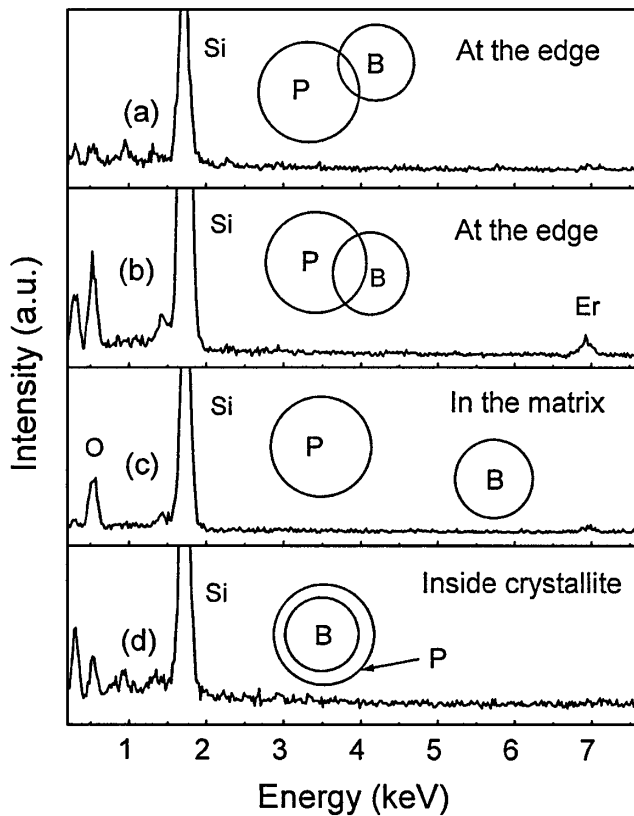 Si
B
At the edge
P
(a)
Si
At the edge
P
B
(b)
Er
Si
In the matrix
O
P
(c)
B
Si
Inside crystallite
B
(d)
P
1 2 3 4 5 6 7
Energy (keV)
Intensity (a.u.)